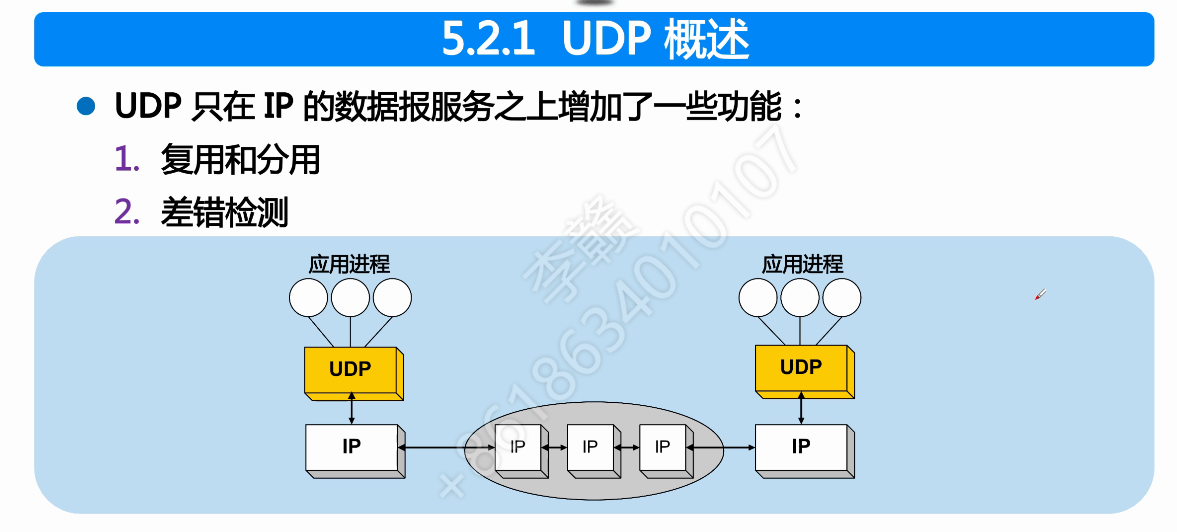 5.2.1 UDP 概述
UDP 只在 IP 的数据报服务之上增加了一些功能：
1. 复用和分用
2. 差错检测
应用进程
应用进程
UDP
UDP
IP
IP
IP
IP
IP
李赣
+8618634010107